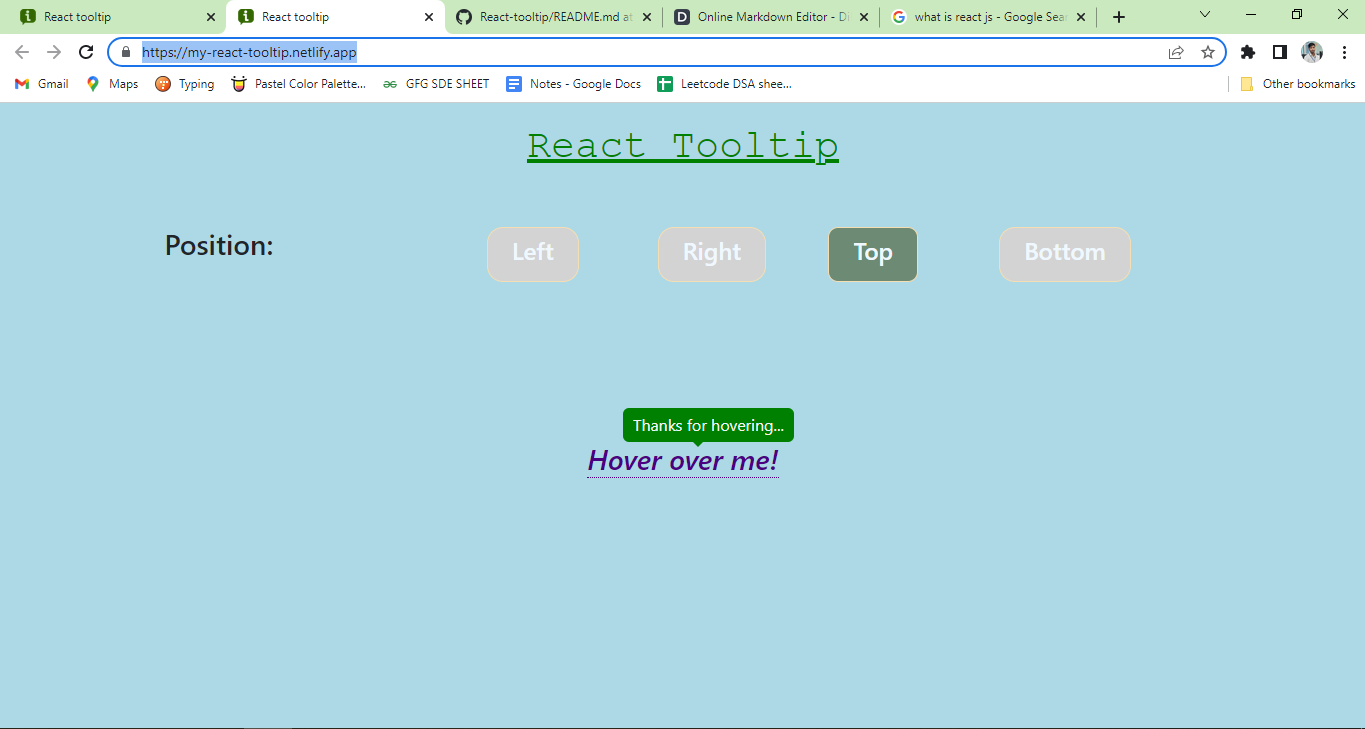 React tooltip
React tooltip
React-tooltip/README.md at
Online Markdown Editor - Di
what is react js - Google Sear
https://my-react-tooltip.netlify.app
Gmail
Maps
Typing
Pastel Color Palette...
GFG SDE SHEET
Notes - Google Docs
Leetcode DSA shee...
Other bookmarks
React Tooltip
Position:
Left
Right
Top
Bottom
Thanks for hovering...
Hover over me!